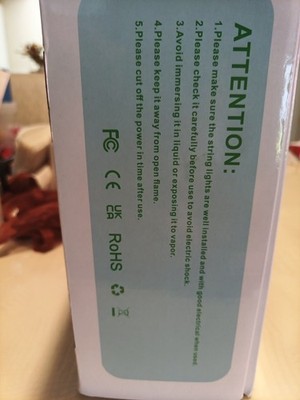 ATTENTION:
1.Please make sure the string lights are well installed and with good electrical when used.
2.Please check it carefully before use to avoid electric shock.
3.Avoid immersing it in liquid or exposing it to vapor.
4.Please keep it away from open flame.
5.Please cut off the power in time after use.
FC CE UK CA RoHS